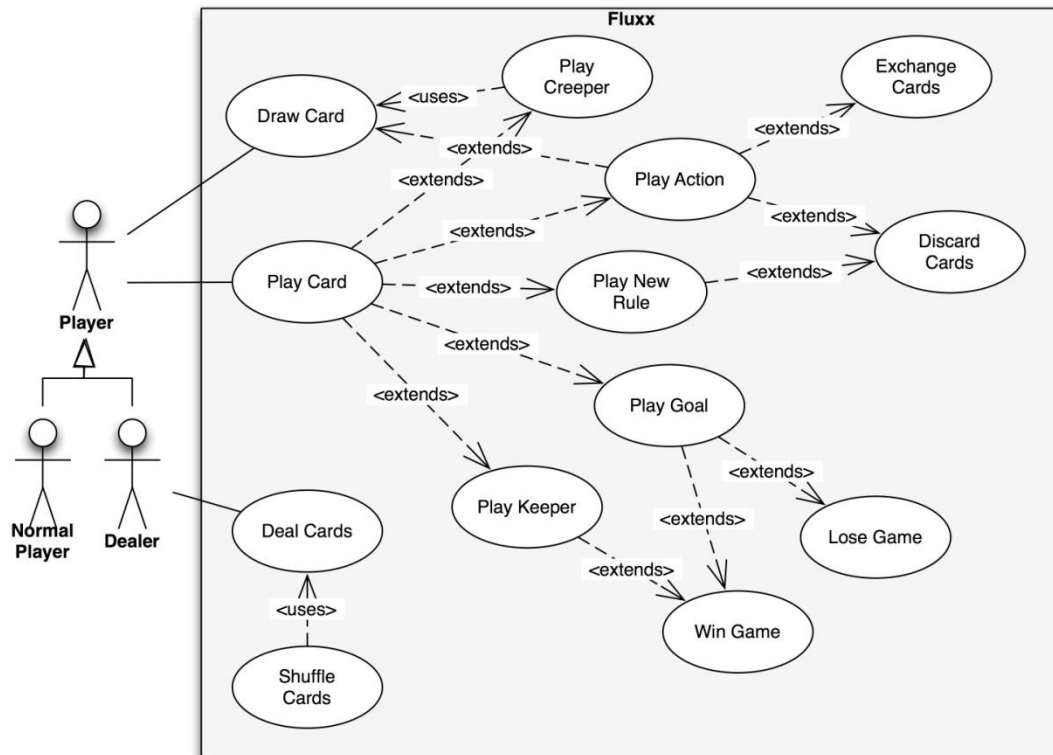 Fluxx
Play
Creeper
Exchange
Cards
<uses>
Draw Card
<extends>
<extends>
Play Action
<extends>
<extends>
<extends>
Discard
Cards
<extends>
Play Card
<extends>
Play New
Rule
<extends>
Player
<extends>
<extends>
Play Goal
<extends>
Play Keeper
<extends>
Normal
Player
Dealer
Deal Cards
Lose Game
<extends>
<uses>
Win Game
Shuffle
Cards